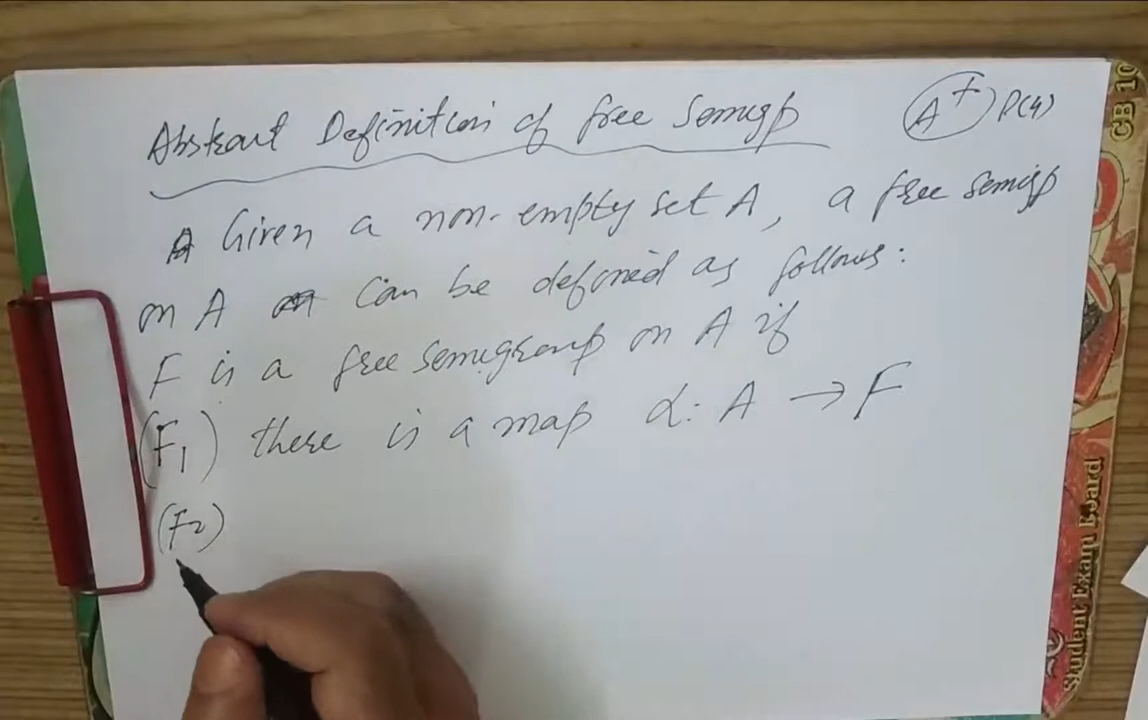 Abstract Definition of free Semigp
A⁺ P(4)
A Given a non-empty set A, a free semigp
on A can be defined as follows:
F is a free semigroup on A if
(F₁) there is a map α: A → F
(F₂)
CB 10
Student Exam Board